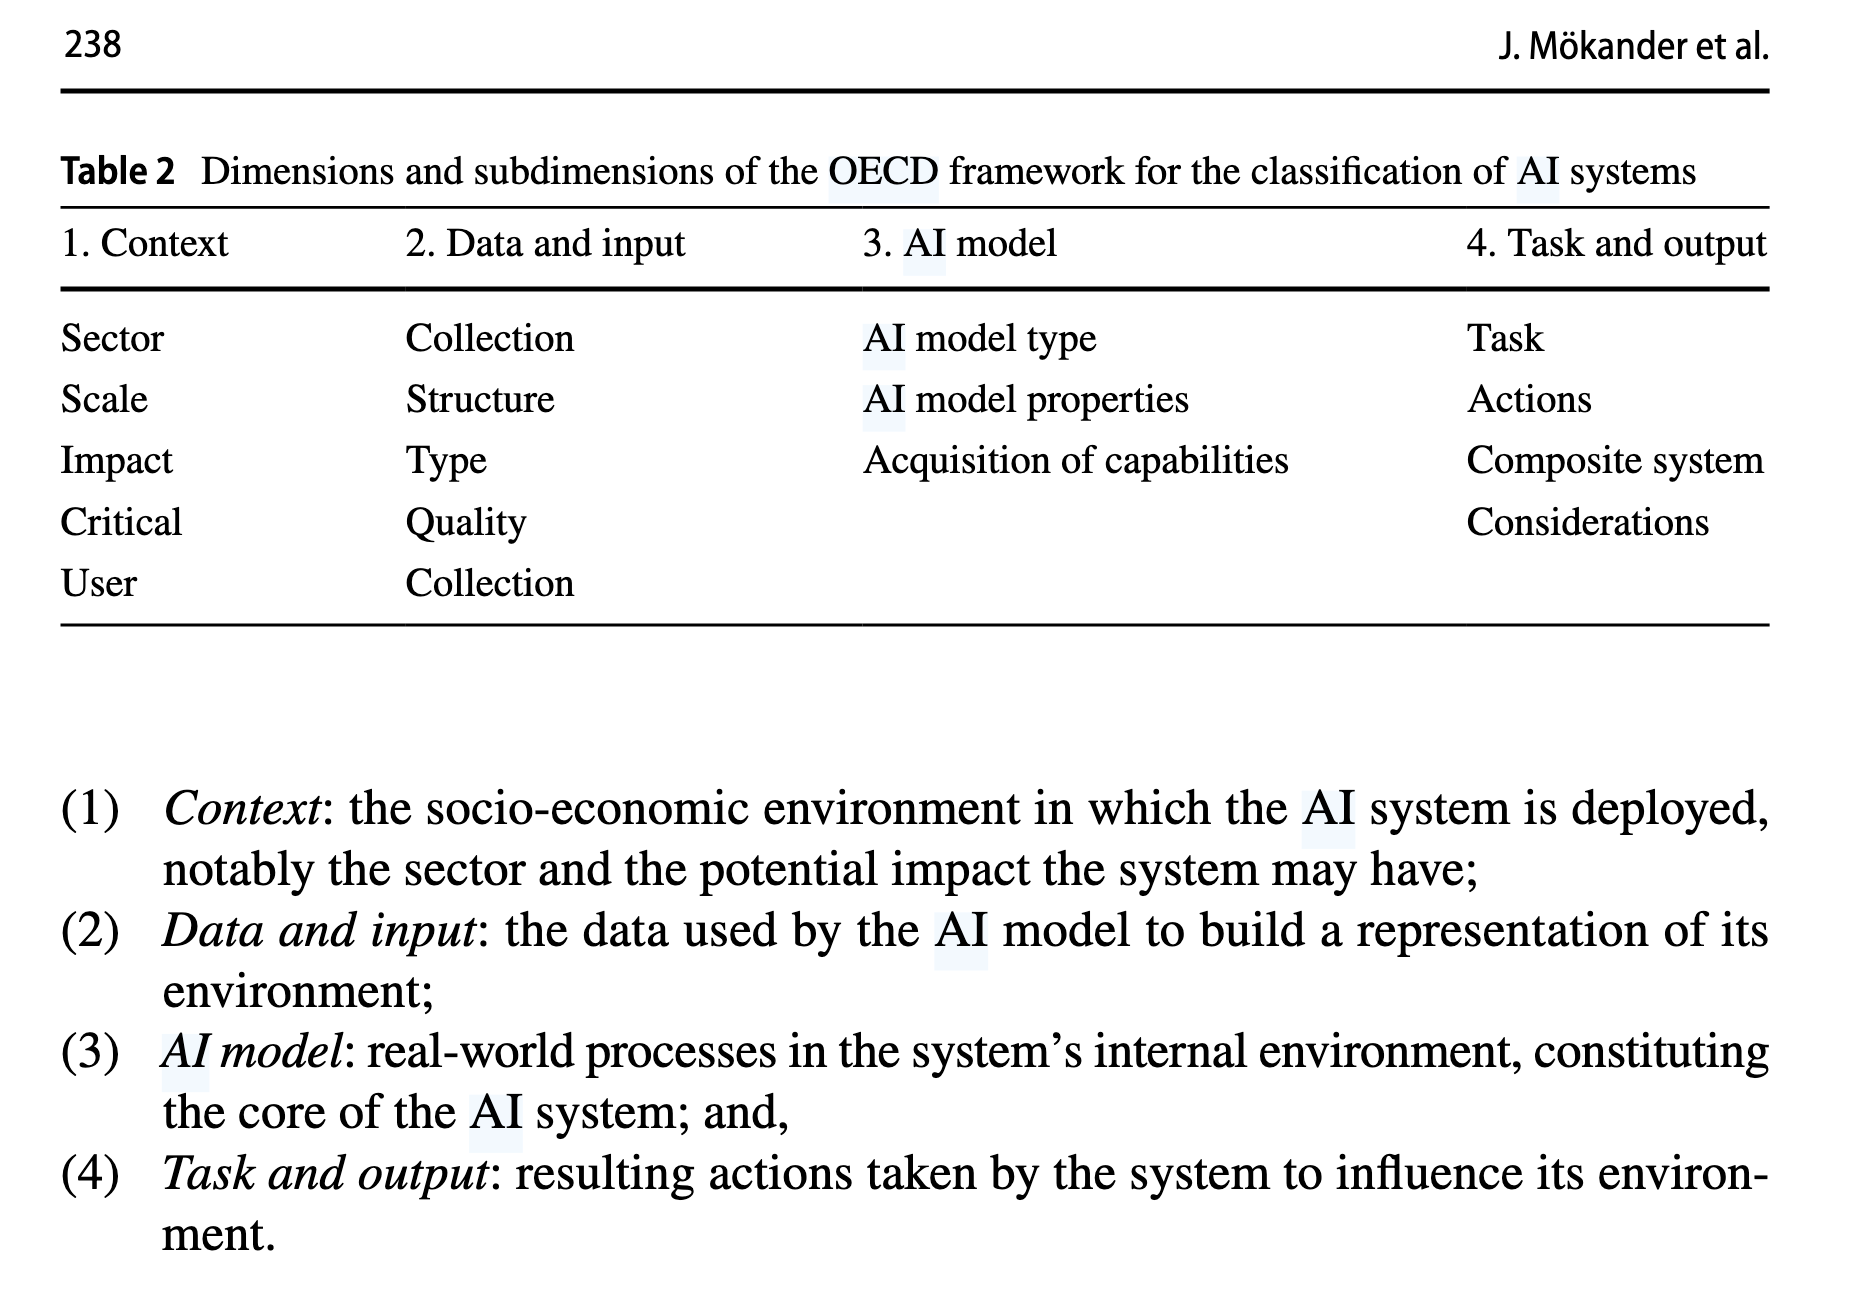 238 J. Mökander et al.
Table 2 Dimensions and subdimensions of the OECD framework for the classification of AI systems
1. Context 2. Data and input 3. AI model 4. Task and output
Sector Collection AI model type Task
Scale Structure AI model properties Actions
Impact Type Acquisition of capabilities Composite system
Critical Quality Considerations
User Collection
(1) Context: the socio-economic environment in which the AI system is deployed,
notably the sector and the potential impact the system may have;
(2) Data and input: the data used by the AI model to build a representation of its
environment;
(3) AI model: real-world processes in the system’s internal environment, constituting
the core of the AI system; and,
(4) Task and output: resulting actions taken by the system to influence its environ-
ment.